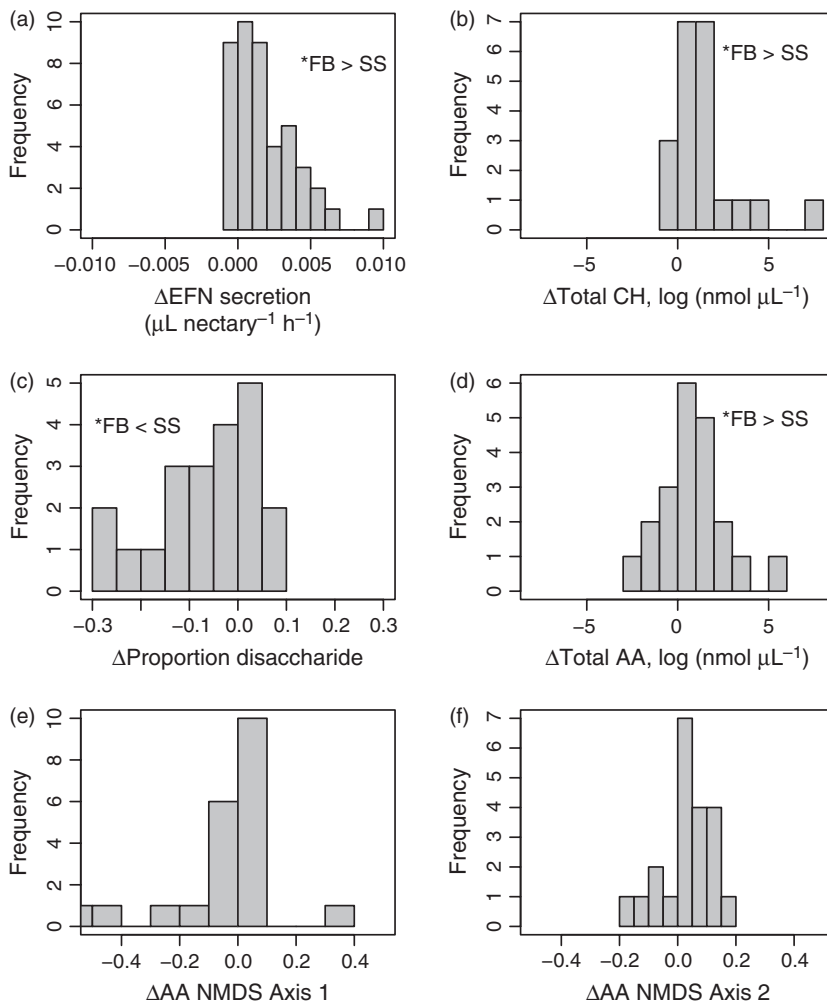 (a)
10
8
6
4
2
0
Frequency
*FB > SS
−0.010 −0.005 0.000 0.005 0.010
ΔEFN secretion
(μL nectary⁻¹ h⁻¹)
(b)
7
6
5
4
3
2
1
0
Frequency
*FB > SS
−5 0 5
ΔTotal CH, log (nmol μL⁻¹)
(c)
5
4
3
2
1
0
Frequency
*FB < SS
−0.3 −0.1 0.0 0.1 0.3
ΔProportion disaccharide
(d)
6
5
4
3
2
1
0
Frequency
*FB > SS
−5 0 5
ΔTotal AA, log (nmol μL⁻¹)
(e)
10
8
6
4
2
0
Frequency
−0.4 −0.2 0.0 0.2 0.4
ΔAA NMDS Axis 1
(f)
7
6
5
4
3
2
1
0
Frequency
−0.4 −0.2 0.0 0.2 0.4
ΔAA NMDS Axis 2